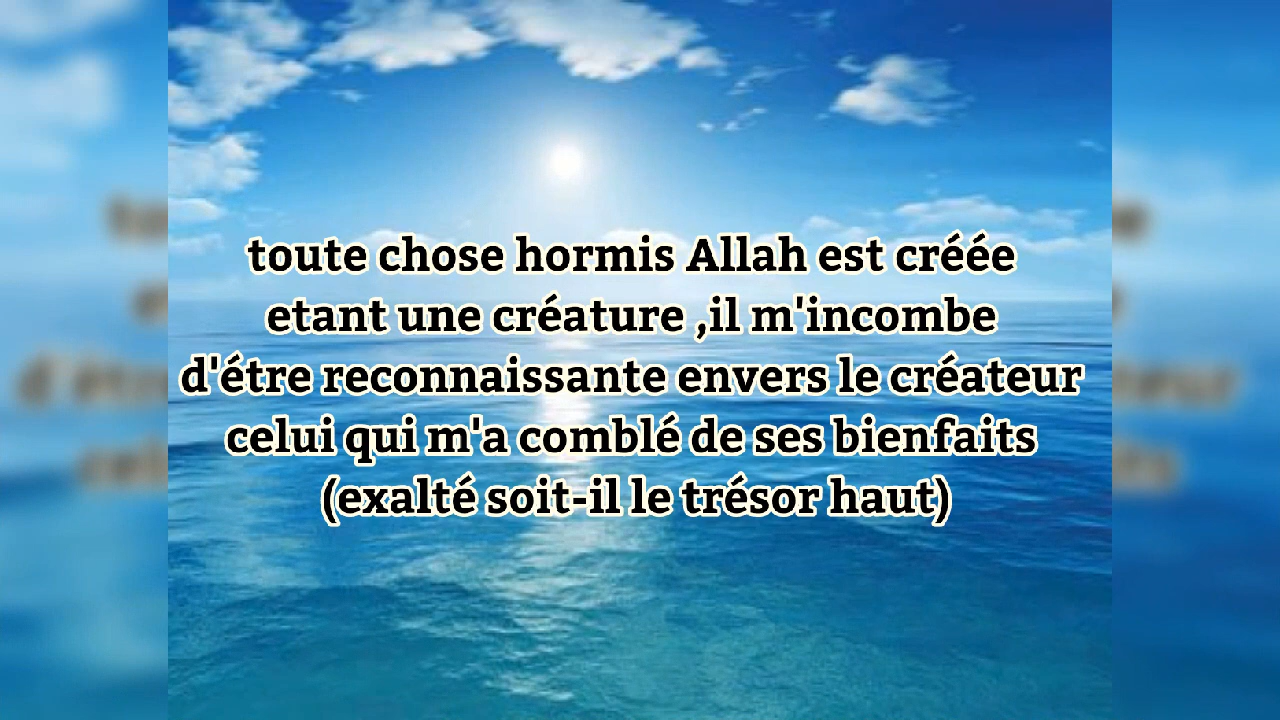 toute chose hormis Allah est créée
etant une créature ,il m'incombe
d'étre reconnaissante envers le créateur
celui qui m'a comblé de ses bienfaits
(exalté soit-il le trésor haut)